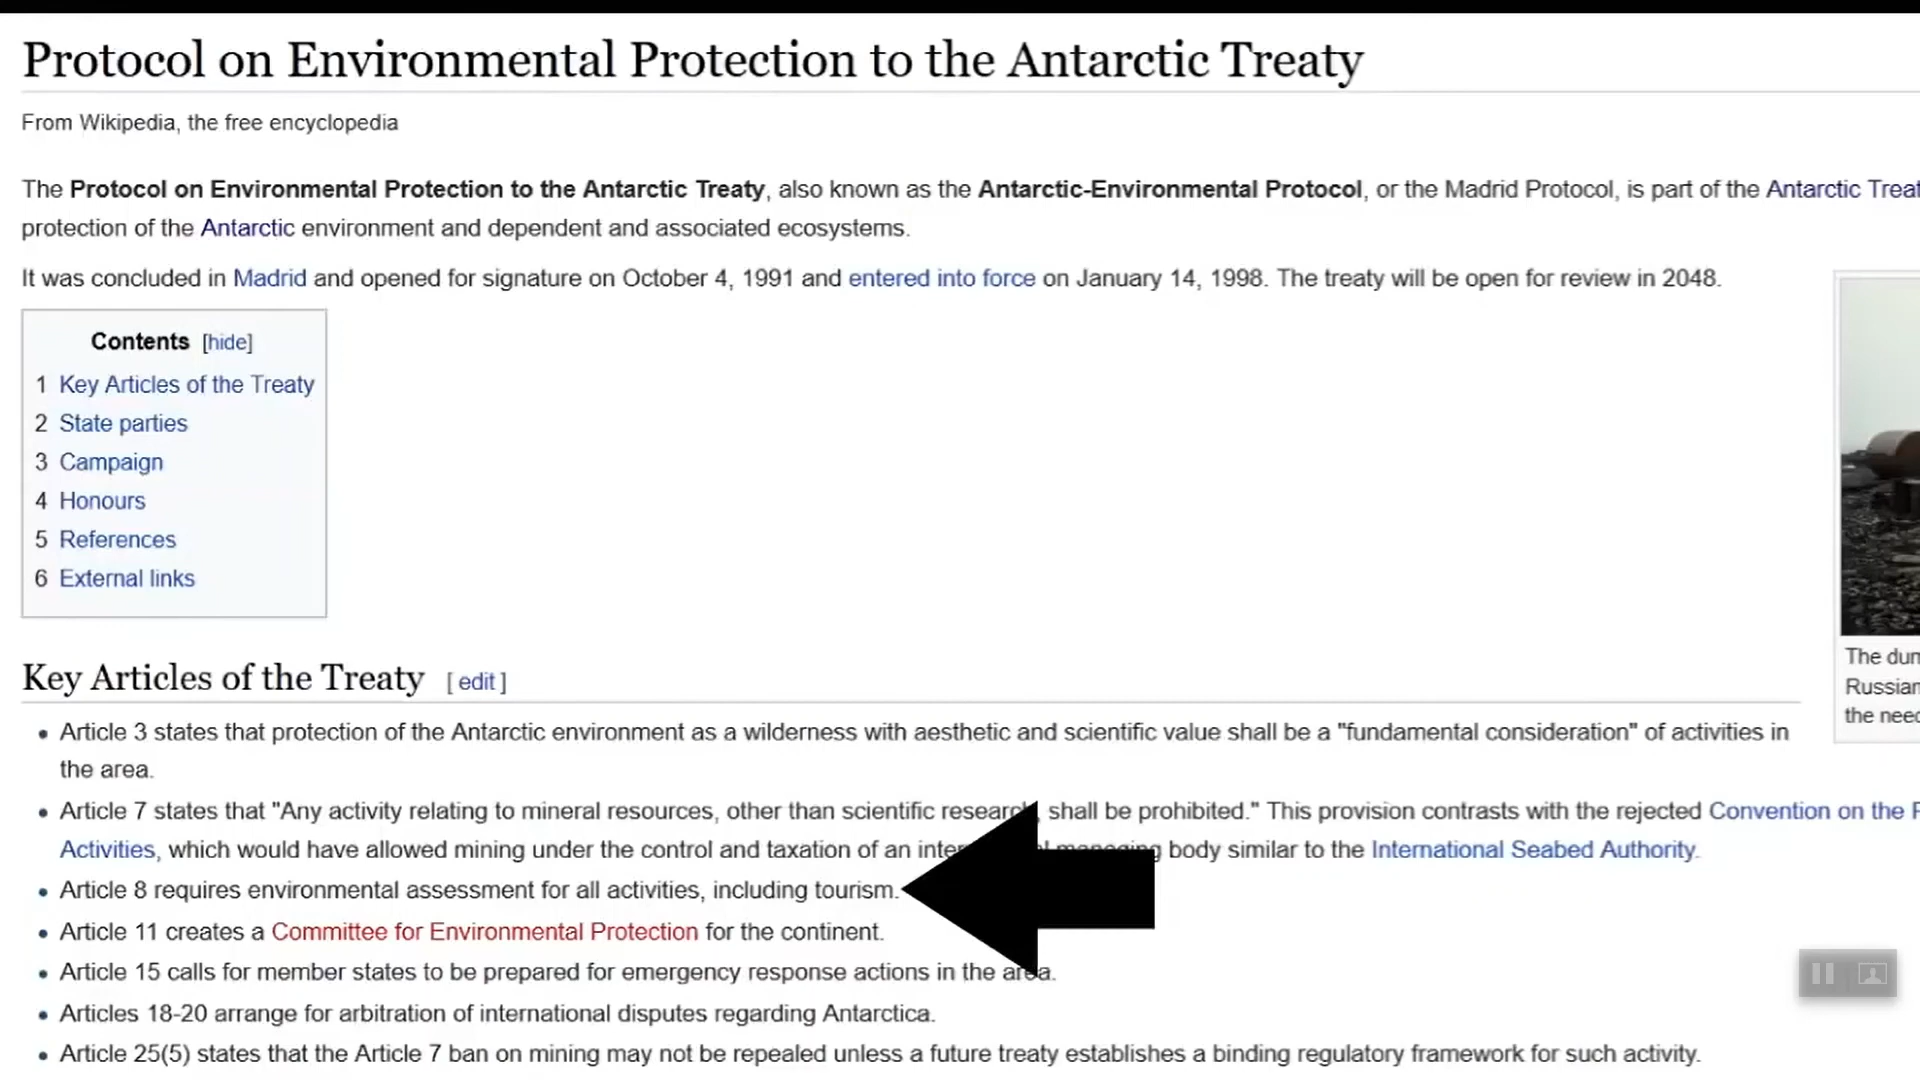 Protocol on Environmental Protection to the Antarctic Treaty
From Wikipedia, the free encyclopedia
The Protocol on Environmental Protection to the Antarctic Treaty, also known as the Antarctic-Environmental Protocol, or the Madrid Protocol, is part of the Antarctic
protection of the Antarctic environment and dependent and associated ecosystems.
It was concluded in Madrid and opened for signature on October 4, 1991 and entered into force on January 14, 1998. The treaty will be open for review in 2048.
Contents [hide]
1 Key Articles of the Treaty
2 State parties
3 Campaign
4 Honours
5 References
6 External links
Key Articles of the Treaty [ edit ]
The
Russian
the
• Article 3 states that protection of the Antarctic environment as a wilderness with aesthetic and scientific value shall be a "fundamental consideration" of activities in
the area.
• Article 7 states that "Any activity relating to mineral resources, other than scientific research, shall be prohibited." This provision contrasts with the rejected Convention on the
Activities, which would have allowed mining under the control and taxation of an managing body similar to the International Seabed Authority.
• Article 8 requires environmental assessment for all activities, including tourism.
• Article 11 creates a Committee for Environmental Protection for the continent.
• Article 15 calls for member states to be prepared for emergency response actions in the area.
• Articles 18-20 arrange for arbitration of international disputes regarding Antarctica.
• Article 25(5) states that the Article 7 ban on mining may not be repealed unless a future treaty establishes a binding regulatory framework for such activity.